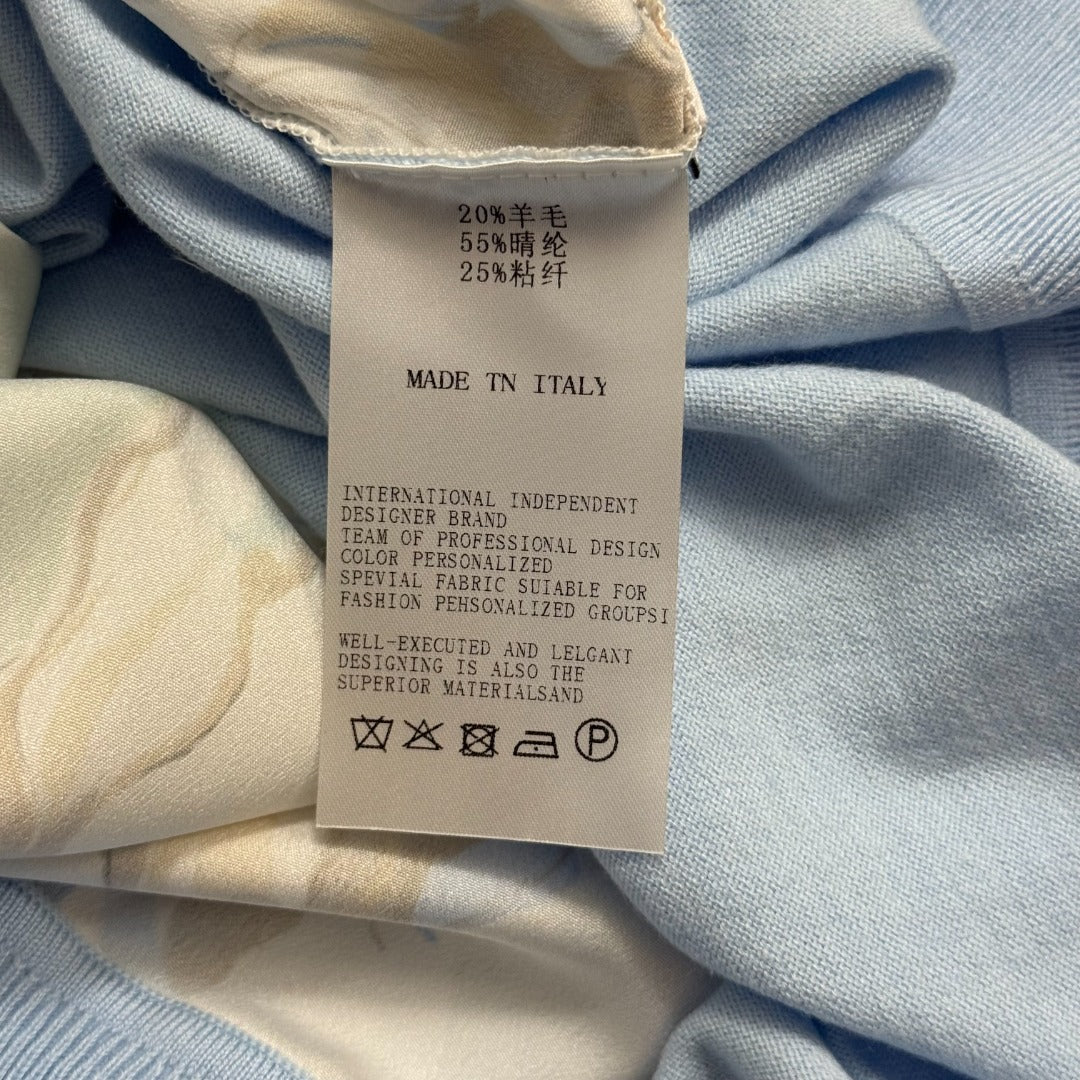 20%羊毛
55%晴纶
25%粘纤
MADE TN ITALY
INTERNATIONAL INDEPENDENT
DESIGNER BRAND
TEAM OF PROFESSIONAL DESIGN
COLOR PERSONALIZED
SPEVIAL FABRIC SUIABLE FOR
FASHION PEHSONALIZED GROUPSI
WELL-EXECUTED AND LELGANT
DESIGNING IS ALSO THE
SUPERIOR MATERIALSAND
P